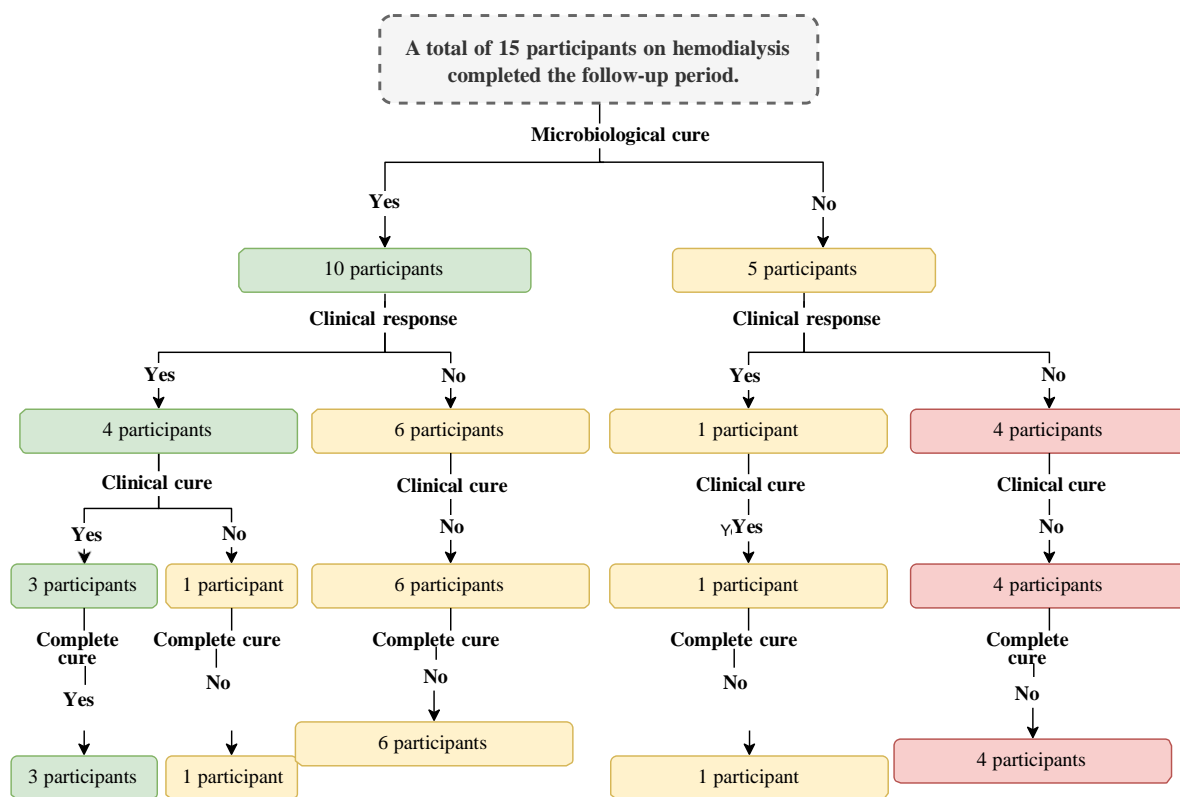 A total of 15 participants on hemodialysis
completed the follow-up period.
Microbiological cure
Yes
No
10 participants
5 participants
Clinical response
Clinical response
Yes
No
Yes
No
4 participants
6 participants
1 participant
4 participants
Clinical cure
Clinical cure
Clinical cure
Clinical cure
Yes
No
No
Yes
No
3 participants
1 participant
6 participants
1 participant
4 participants
Complete
cure
Complete cure
Complete cure
Complete cure
Complete
cure
Yes
No
No
No
No
3 participants
1 participant
6 participants
1 participant
4 participants